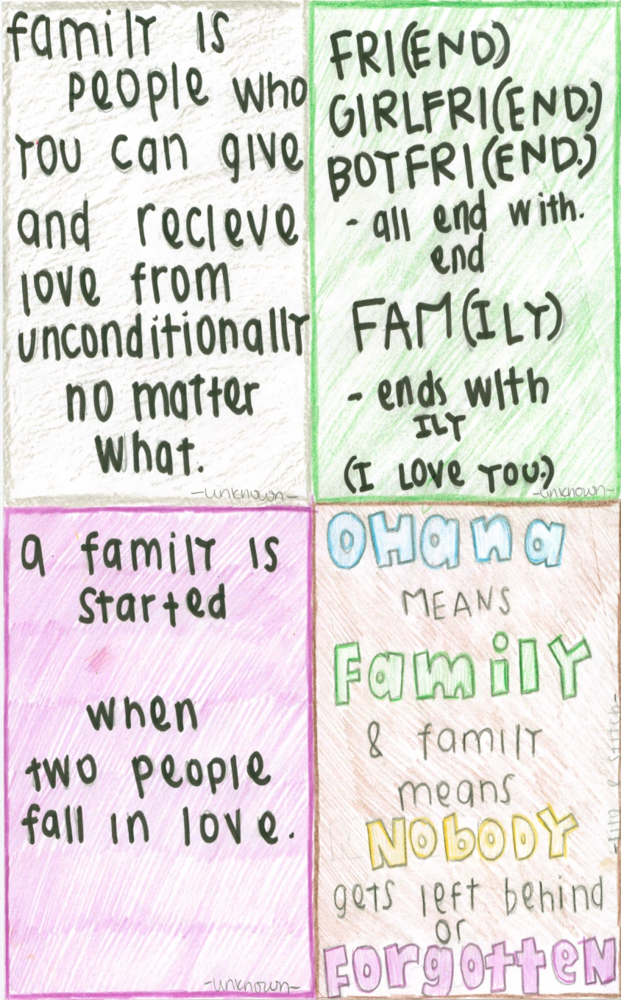 family is
people who
you can give
and recieve
love from
unconditionally
no matter
what.
-unknown-
FRI(END)
GIRLFRI(END.)
BOYFRI(END.)
- all end with.
end
FAM(ILY)
- ends with
ILY
(I LOVE YOU.)
-unknown-
a family is
started
when
two people
fall in love.
-unknown-
OHana
MEANS
Family
& family
means
NoboDY
gets left behind
or
ForgotteN
-Lilo & Stitch-